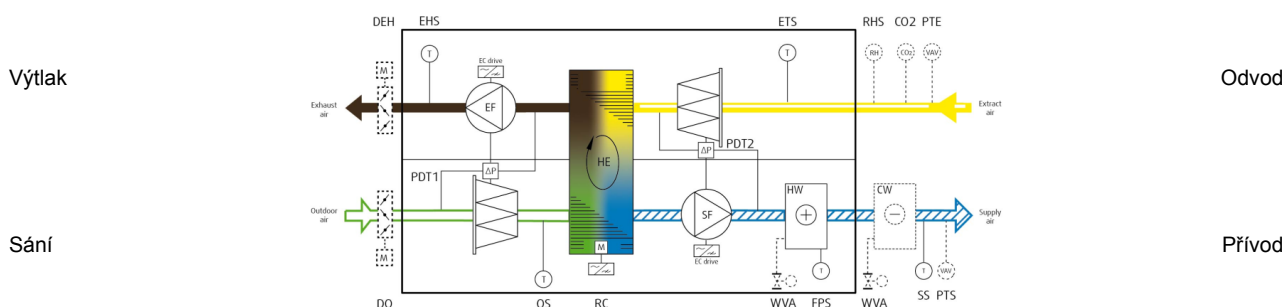 DEH EHS ETS RHS CO2 PTE
T T RH CO₂ VAV
Výtlak M EC drive Odvod
Exhaust air EF Extract air
HE ΔP PDT2
PDT1 ΔP
HW CW
Outdoor air SF Supply air
Sání M EC drive Přívod
M T T T VAV
DO OS RC WVA FPS WVA SS PTS